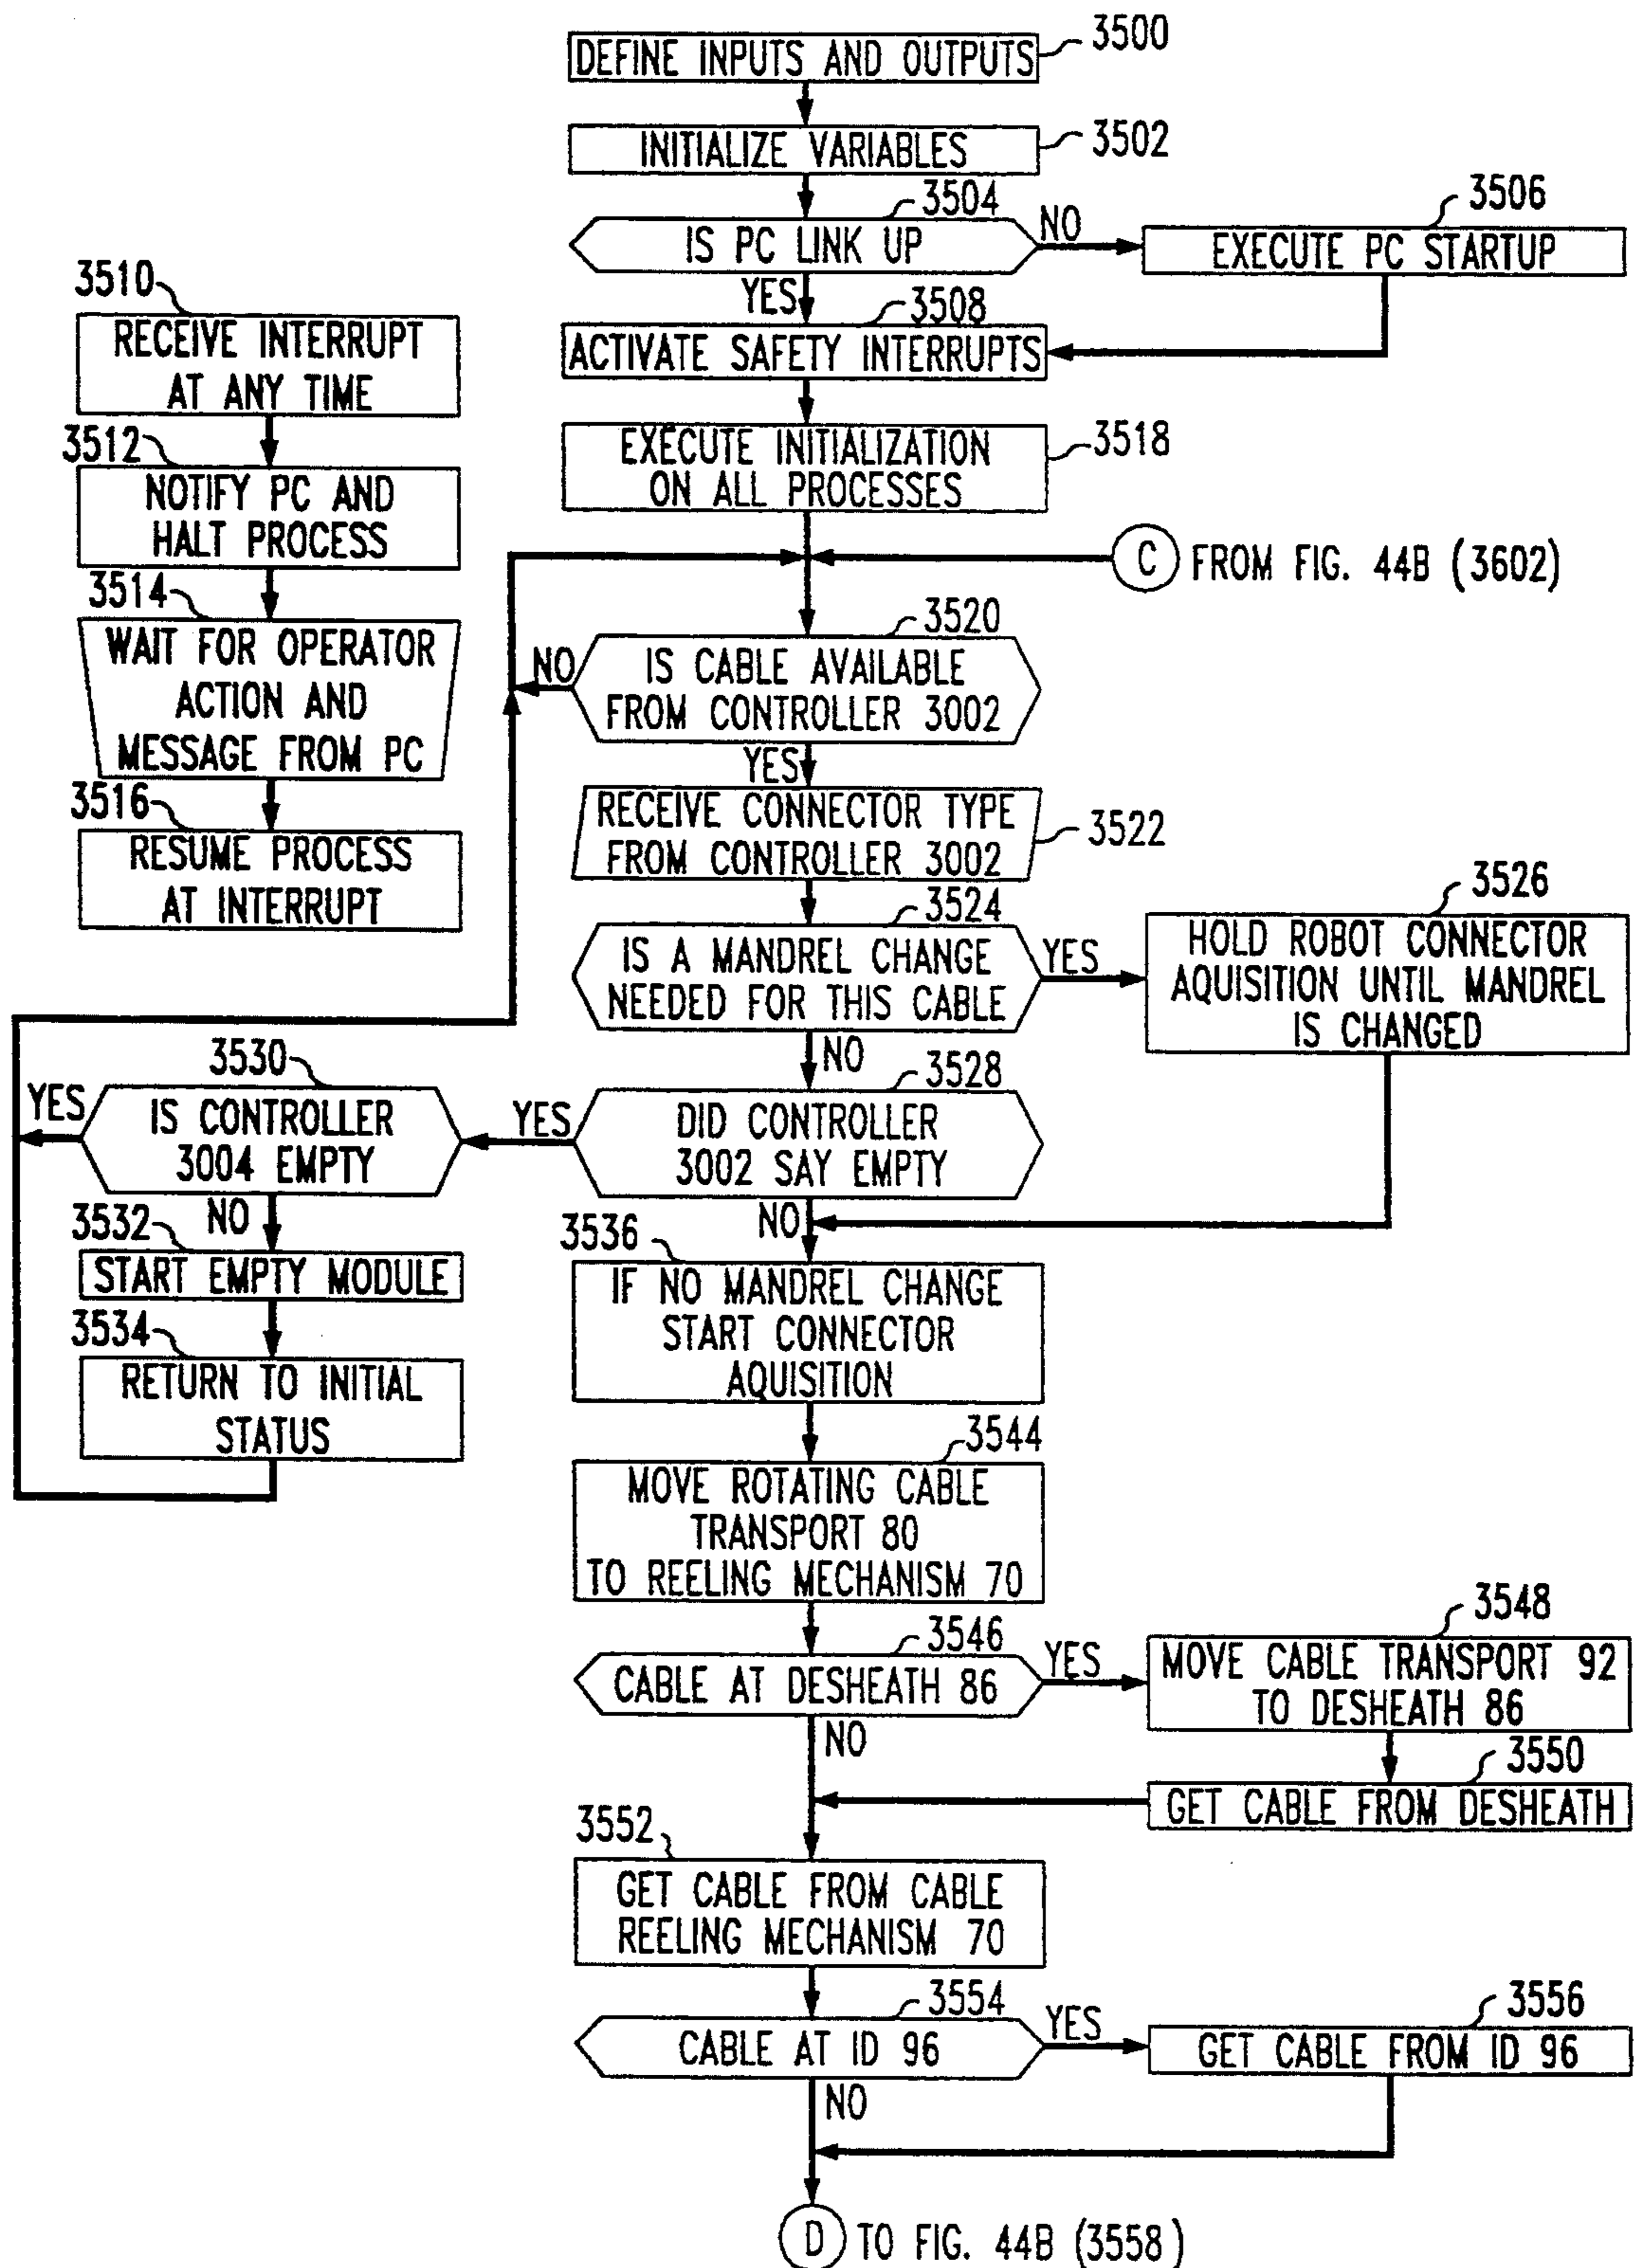 DEFINE INPUTS AND OUTPUTS
3500
INITIALIZE VARIABLES
3502
3504
IS PC LINK UP
NO
3506
EXECUTE PC STARTUP
YES
3508
ACTIVATE SAFETY INTERRUPTS
3510
RECEIVE INTERRUPT
AT ANY TIME
3512
NOTIFY PC AND
HALT PROCESS
3514
WAIT FOR OPERATOR
ACTION AND
MESSAGE FROM PC
3516
RESUME PROCESS
AT INTERRUPT
EXECUTE INITIALIZATION
ON ALL PROCESSES
3518
C FROM FIG. 44B (3602)
3520
IS CABLE AVAILABLE
FROM CONTROLLER 3002
NO
YES
RECEIVE CONNECTOR TYPE
FROM CONTROLLER 3002
3522
3524
IS A MANDREL CHANGE
NEEDED FOR THIS CABLE
YES
3526
HOLD ROBOT CONNECTOR
AQUISITION UNTIL MANDREL
IS CHANGED
NO
3528
DID CONTROLLER
3002 SAY EMPTY
YES
3530
IS CONTROLLER
3004 EMPTY
YES
NO
3532
START EMPTY MODULE
3534
RETURN TO INITIAL
STATUS
NO
3536
IF NO MANDREL CHANGE
START CONNECTOR
AQUISITION
3544
MOVE ROTATING CABLE
TRANSPORT 80
TO REELING MECHANISM 70
3546
CABLE AT DESHEATH 86
YES
3548
MOVE CABLE TRANSPORT 92
TO DESHEATH 86
NO
3550
GET CABLE FROM DESHEATH
3552
GET CABLE FROM CABLE
REELING MECHANISM 70
3554
CABLE AT ID 96
YES
3556
GET CABLE FROM ID 96
NO
D TO FIG. 44B (3558)